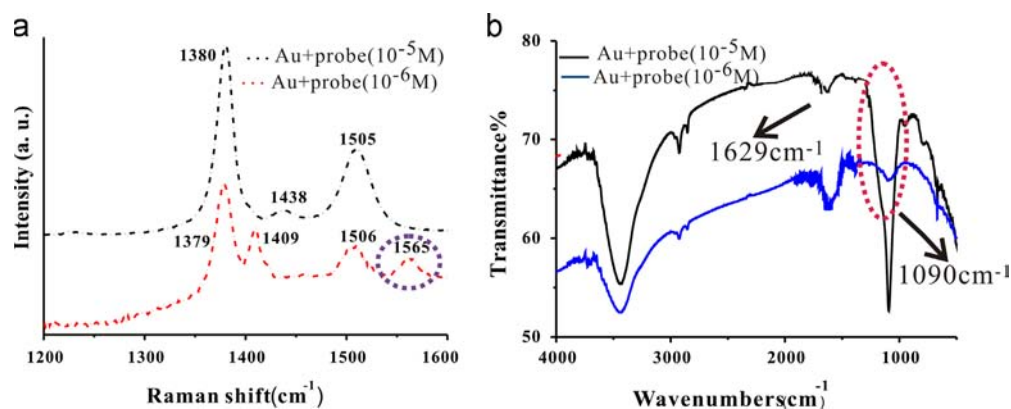 a
1380
Au+probe(10⁻⁵M)
Au+probe(10⁻⁶M)
1505
1438
1379
1409
1506
1565
Intensity (a. u.)
1200
1300
1400
1500
1600
Raman shift(cm⁻¹)
b
80
70
60
50
Au+probe(10⁻⁵M)
Au+probe(10⁻⁶M)
1629cm⁻¹
1090cm⁻¹
Transmittance%
4000
3000
2000
1000
Wavenumbers(cm⁻¹